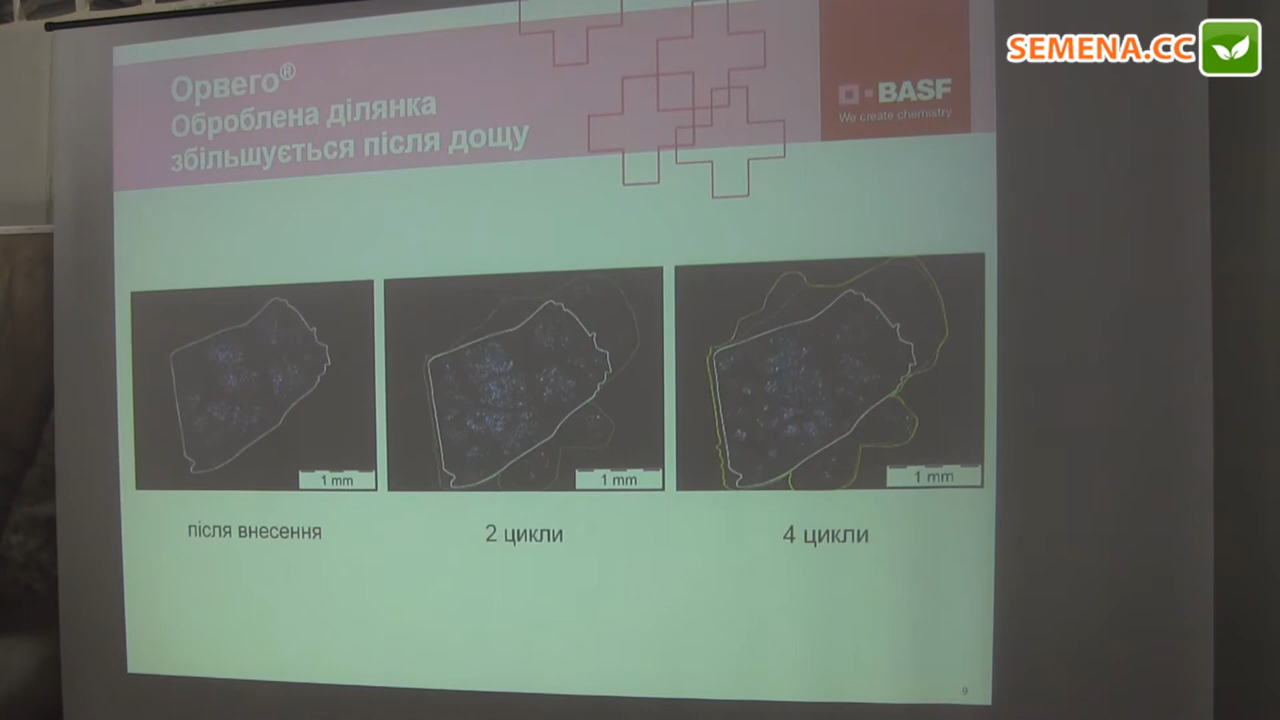 SEMENA.CC
Орвего®
Оброблена ділянка
збільшується після дощу
BASF
We create chemistry
1 mm
1 mm
1 mm
після внесення
2 цикли
4 цикли
9